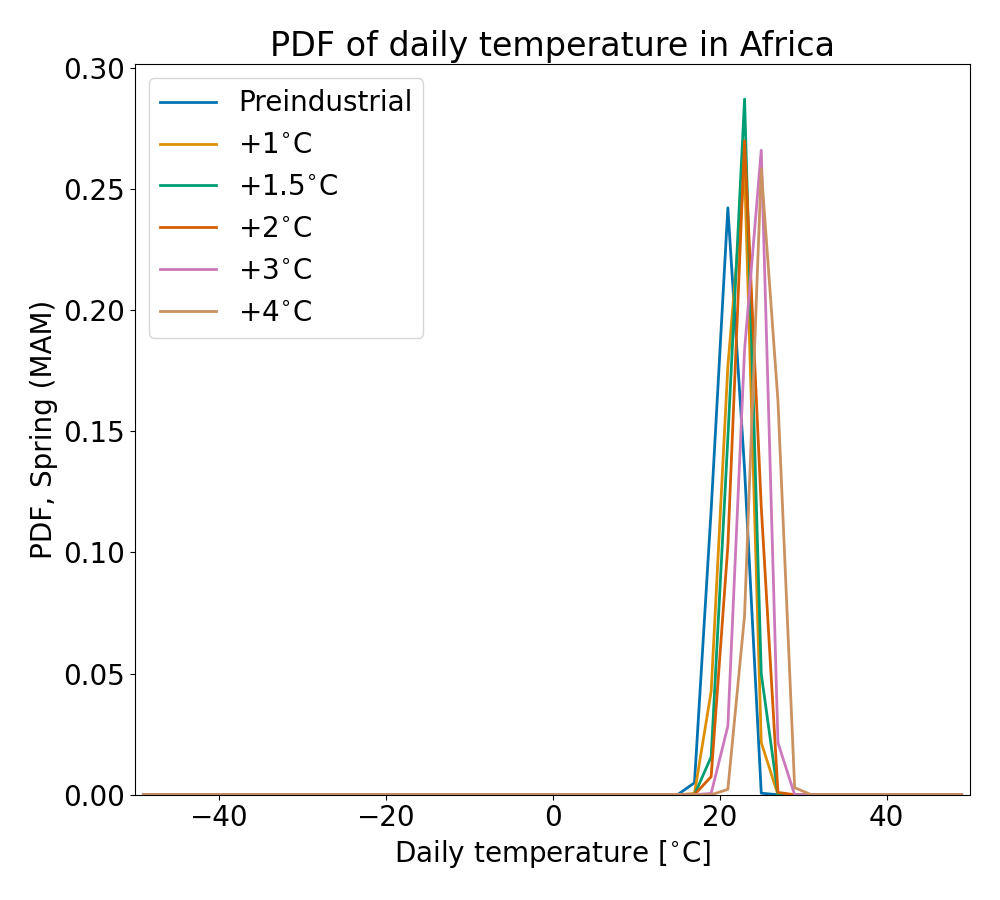 PDF of daily temperature in Africa
0.30
0.25
0.20
0.15
0.10
0.05
0.00
PDF, Spring (MAM)
Preindustrial
+1°C
+1.5°C
+2°C
+3°C
+4°C
−40
−20
0
20
40
Daily temperature [°C]